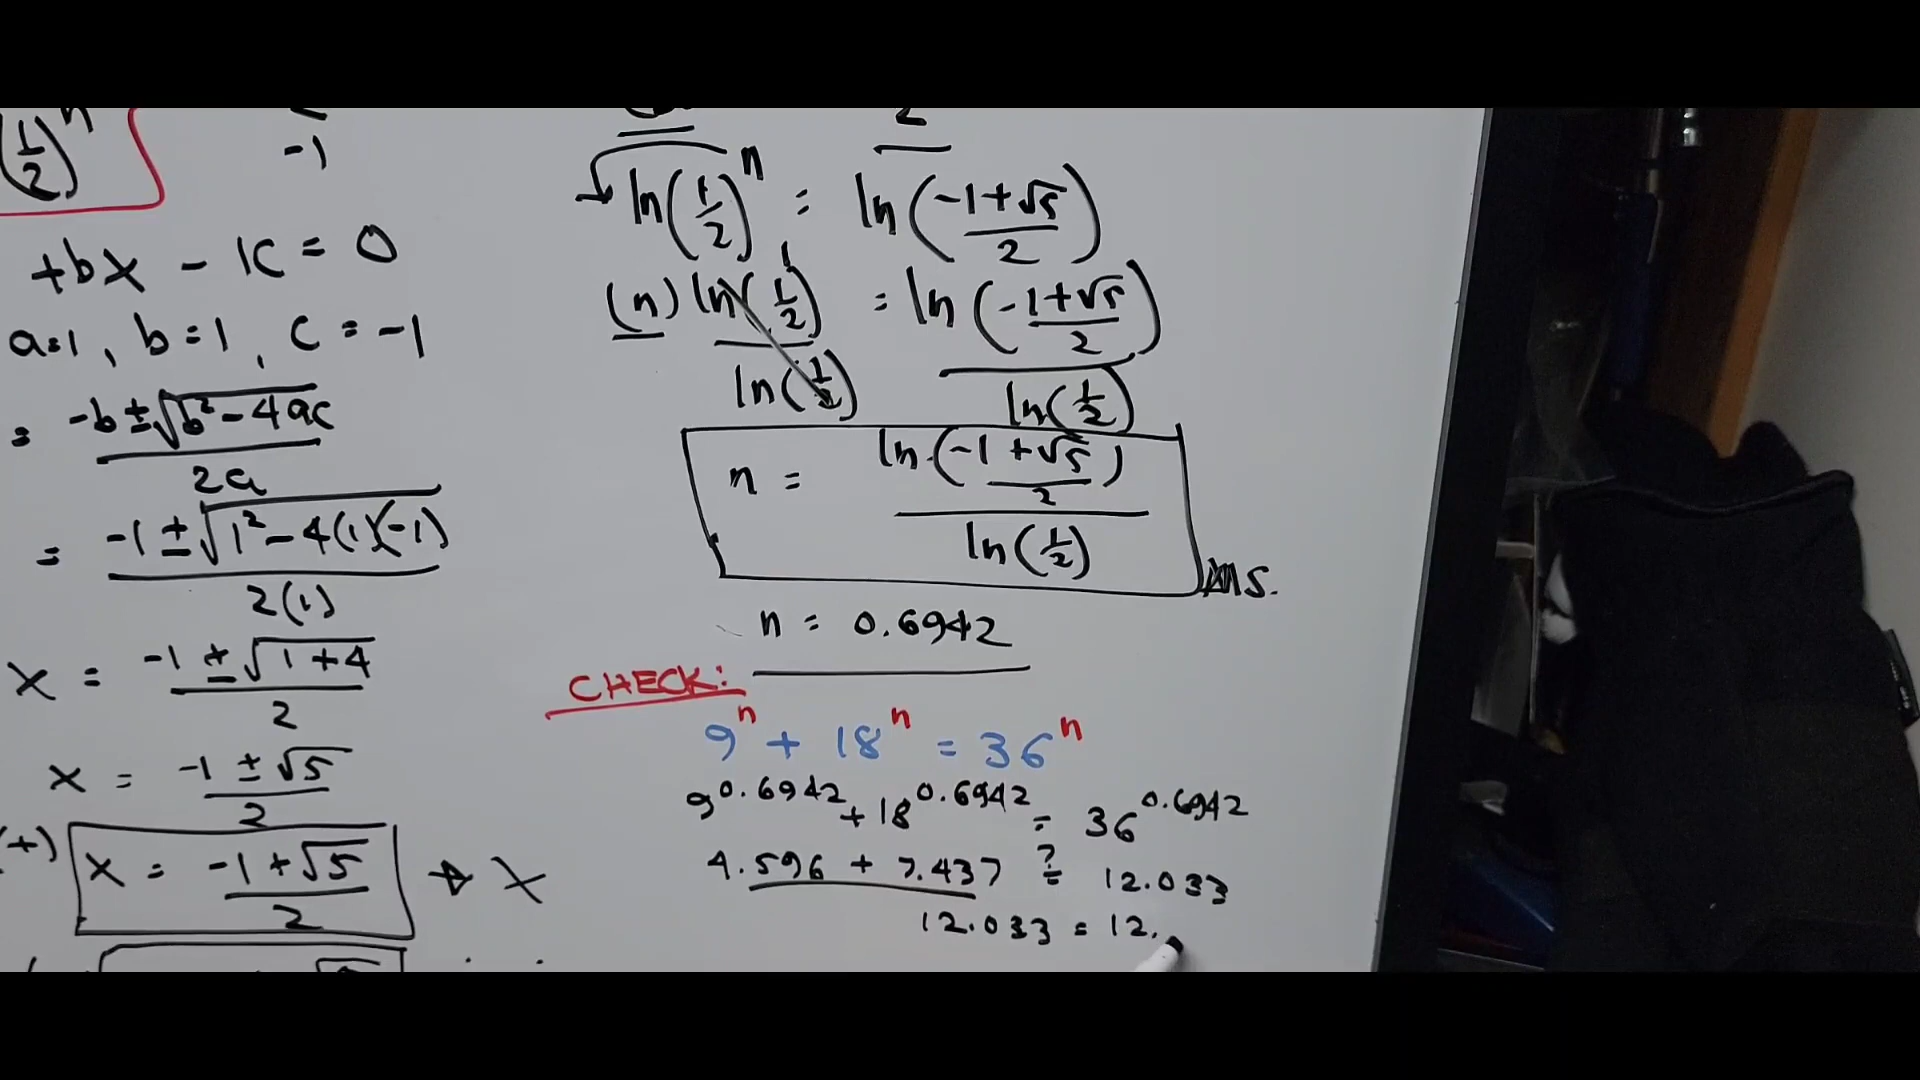 (1/2)^n
-1
+bx - 1c = 0
a=1, b=1, c=-1
= (-b±√(b²-4ac))/2a
= (-1±√(1²-4(1)(-1)))/2(1)
x = (-1±√(1+4))/2
x = (-1±√5)/2
(+) x = (-1+√5)/2 → x
2
ln(1/2)^n = ln((-1+√5)/2)
(n) ln(1/2)/ln(1/2) = ln((-1+√5)/2)/ln(1/2)
n = ln((-1+√5)/2)/ln(1/2) Ans.
n = 0.6942
CHECK:
9^n + 18^n = 36^n
9^0.6942 + 18^0.6942 = 36^0.6942
4.596 + 7.437 ≟ 12.033
12.033 = 12.